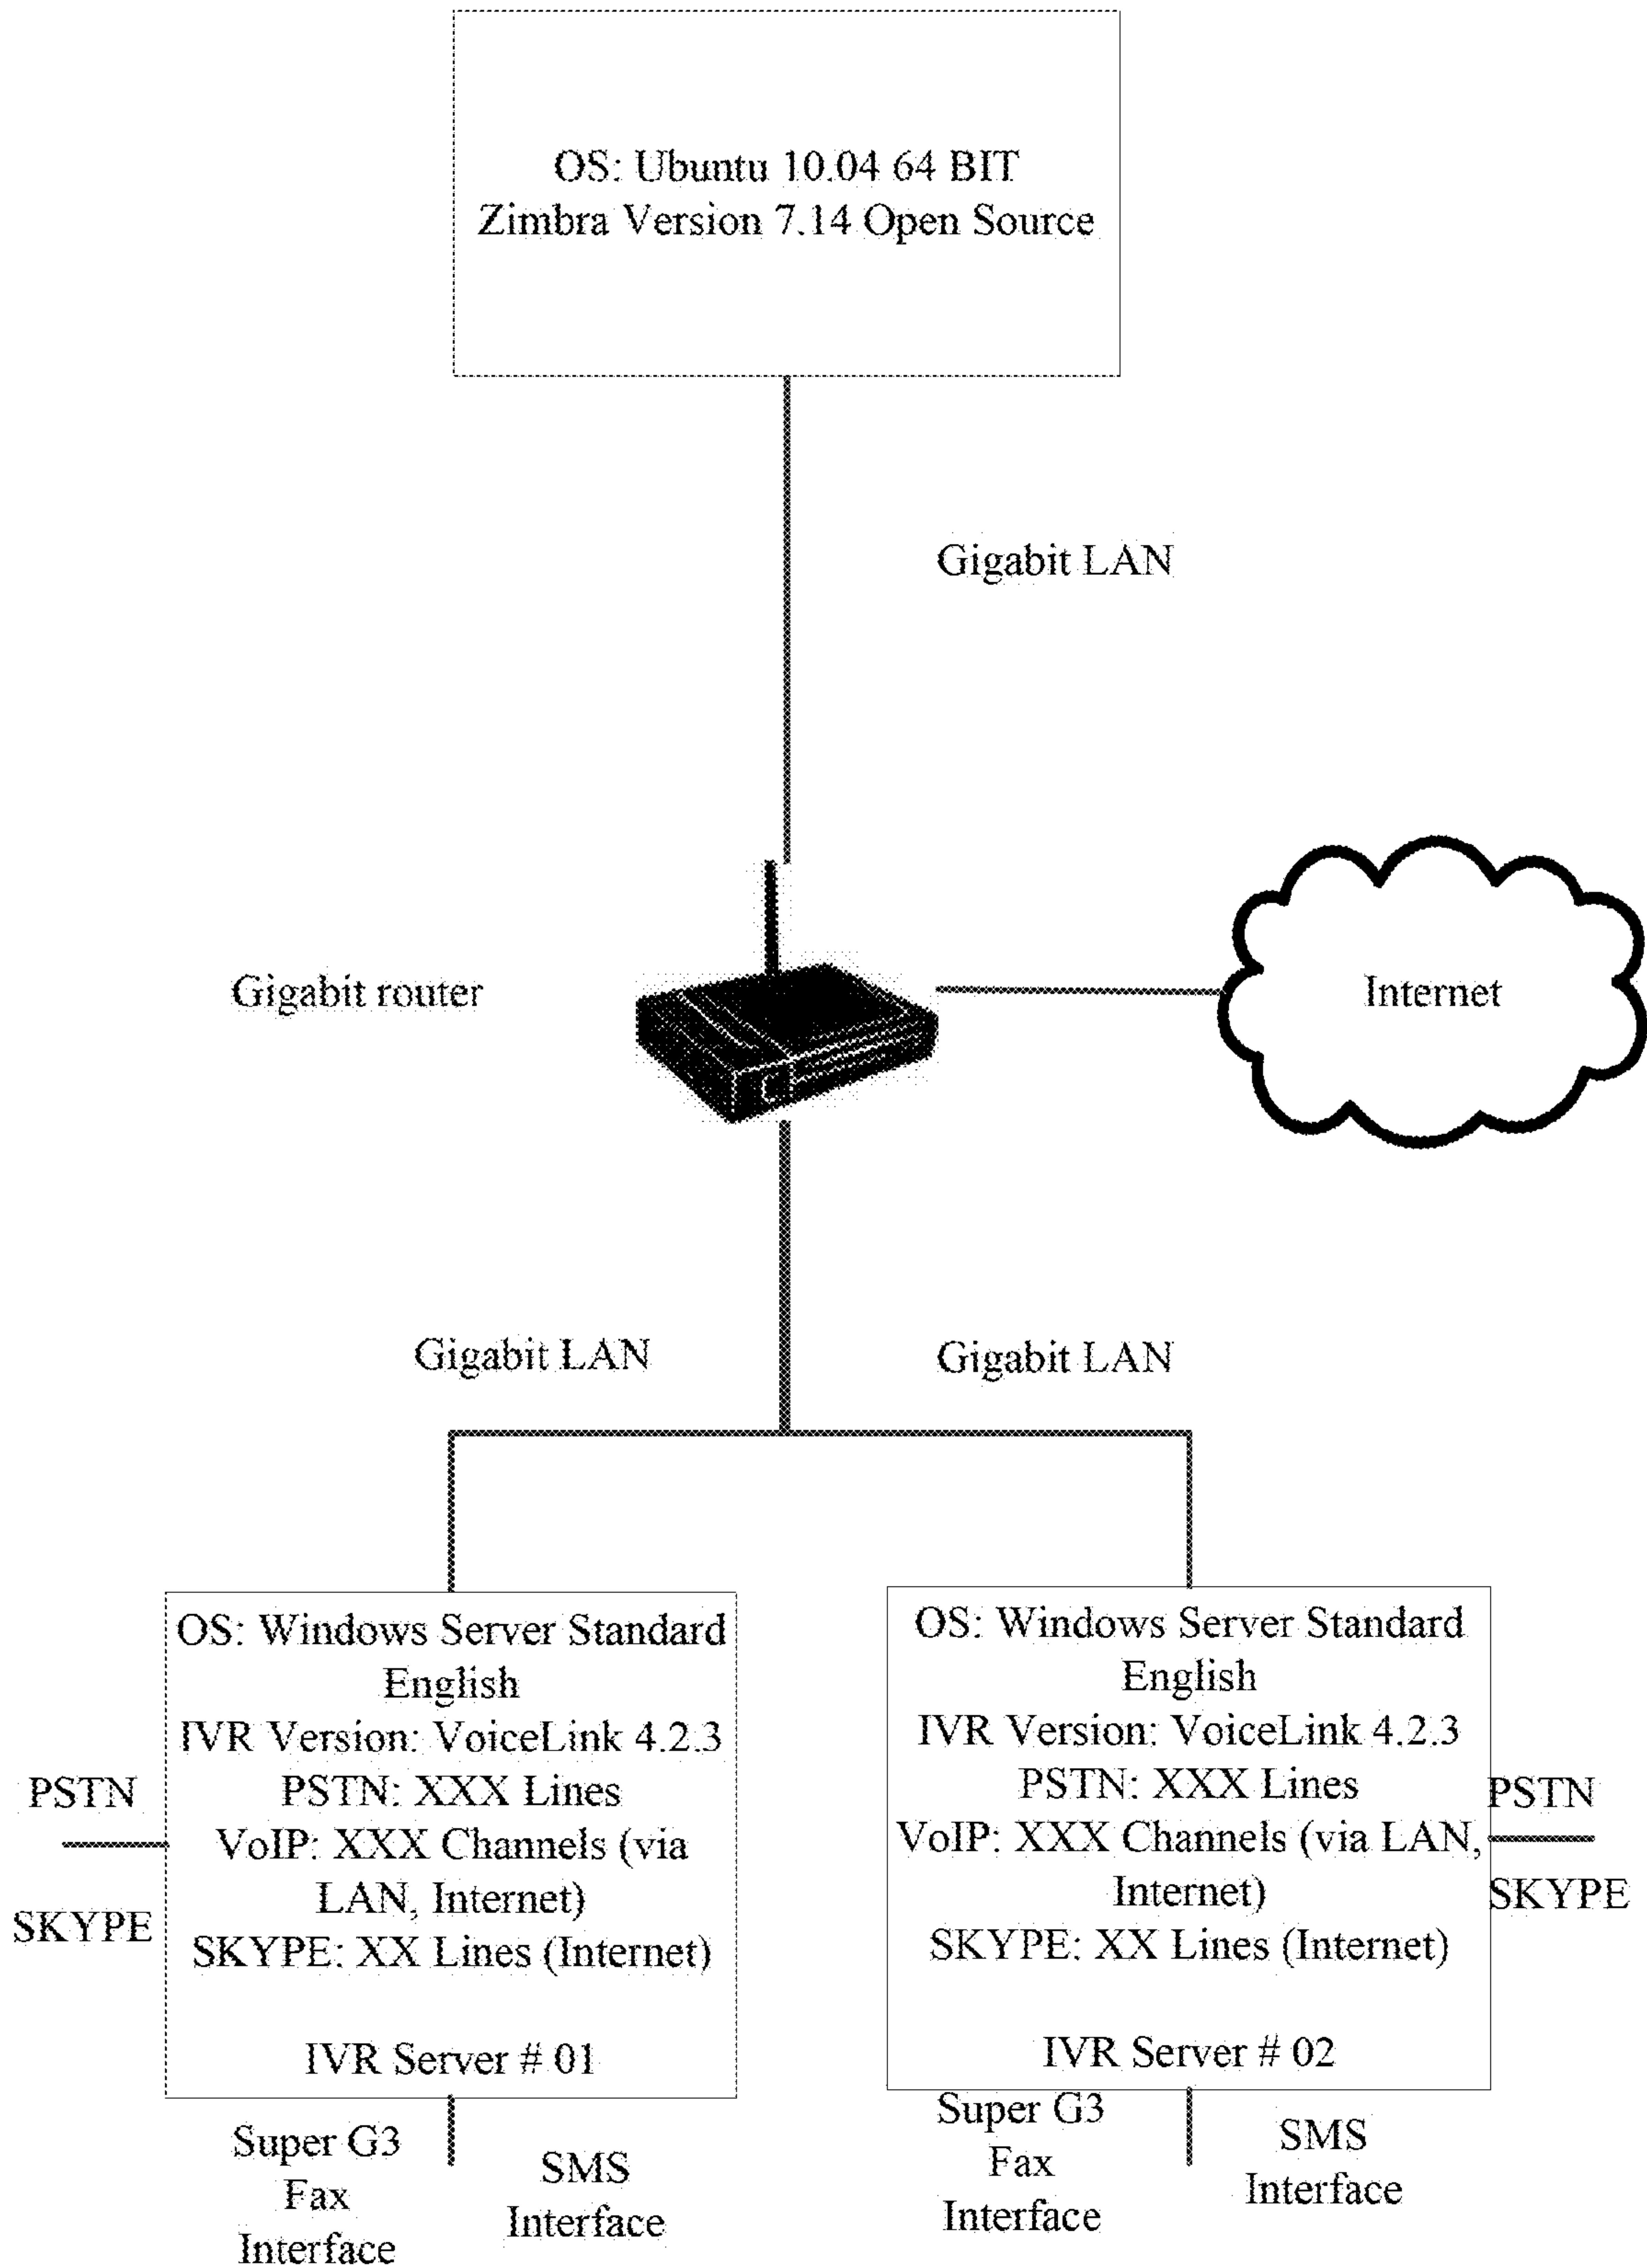 OS: Ubuntu 10.04 64 BIT
Zimbra Version 7.14 Open Source
Gigabit LAN
Gigabit router
Internet
Gigabit LAN
Gigabit LAN
OS: Windows Server Standard
English
IVR Version: VoiceLink 4.2.3
PSTN: XXX Lines
VoIP: XXX Channels (via
LAN, Internet)
SKYPE: XX Lines (Internet)
IVR Server # 01
PSTN
SKYPE
Super G3
Fax
Interface
SMS
Interface
OS: Windows Server Standard
English
IVR Version: VoiceLink 4.2.3
PSTN: XXX Lines
VoIP: XXX Channels (via LAN,
Internet)
SKYPE: XX Lines (Internet)
IVR Server # 02
PSTN
SKYPE
Super G3
Fax
Interface
SMS
Interface